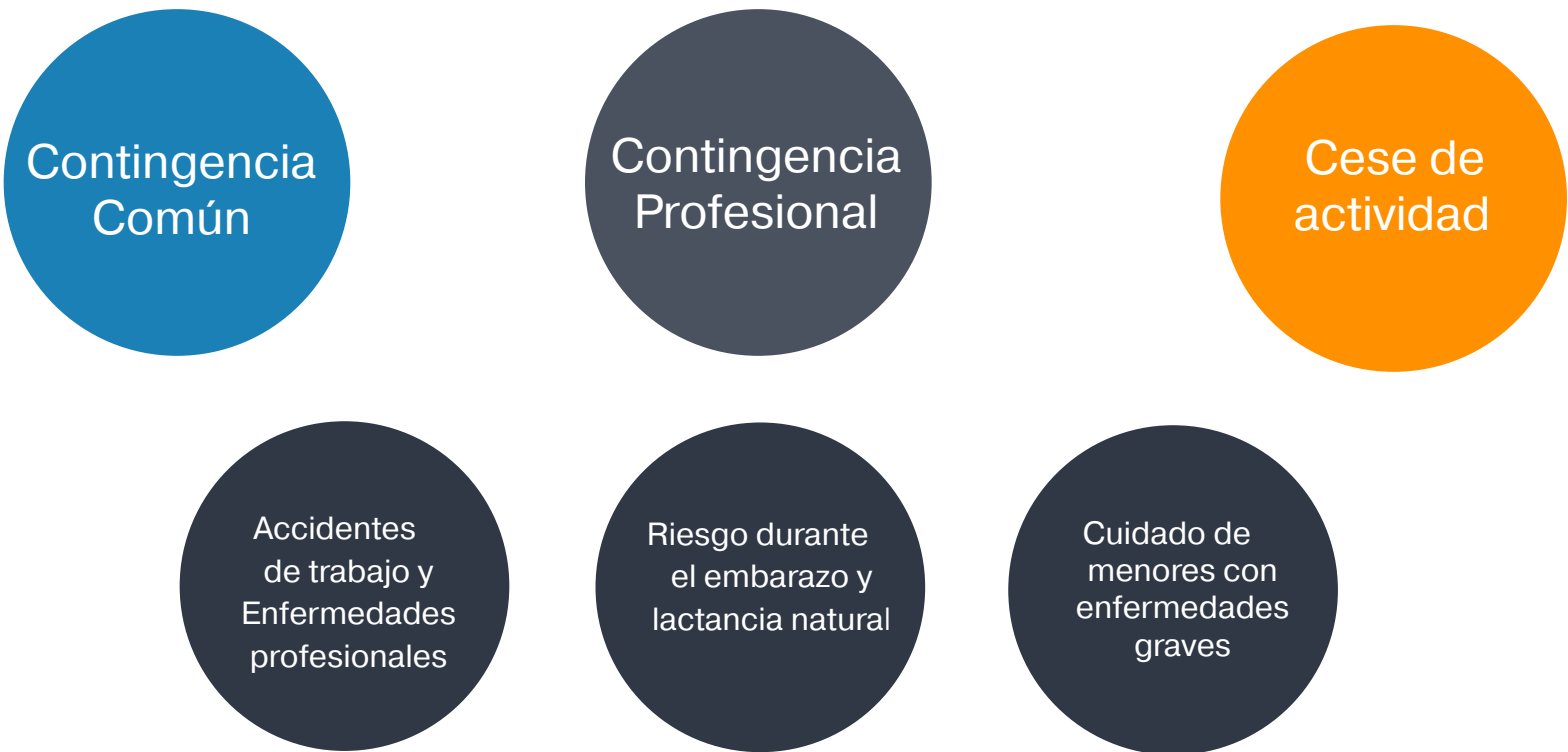 Contingencia
Común
Contingencia
Profesional
Cese de
actividad
Accidentes
de trabajo y
Enfermedades
profesionales
Riesgo durante
el embarazo y
lactancia natural
Cuidado de
menores con
enfermedades
graves